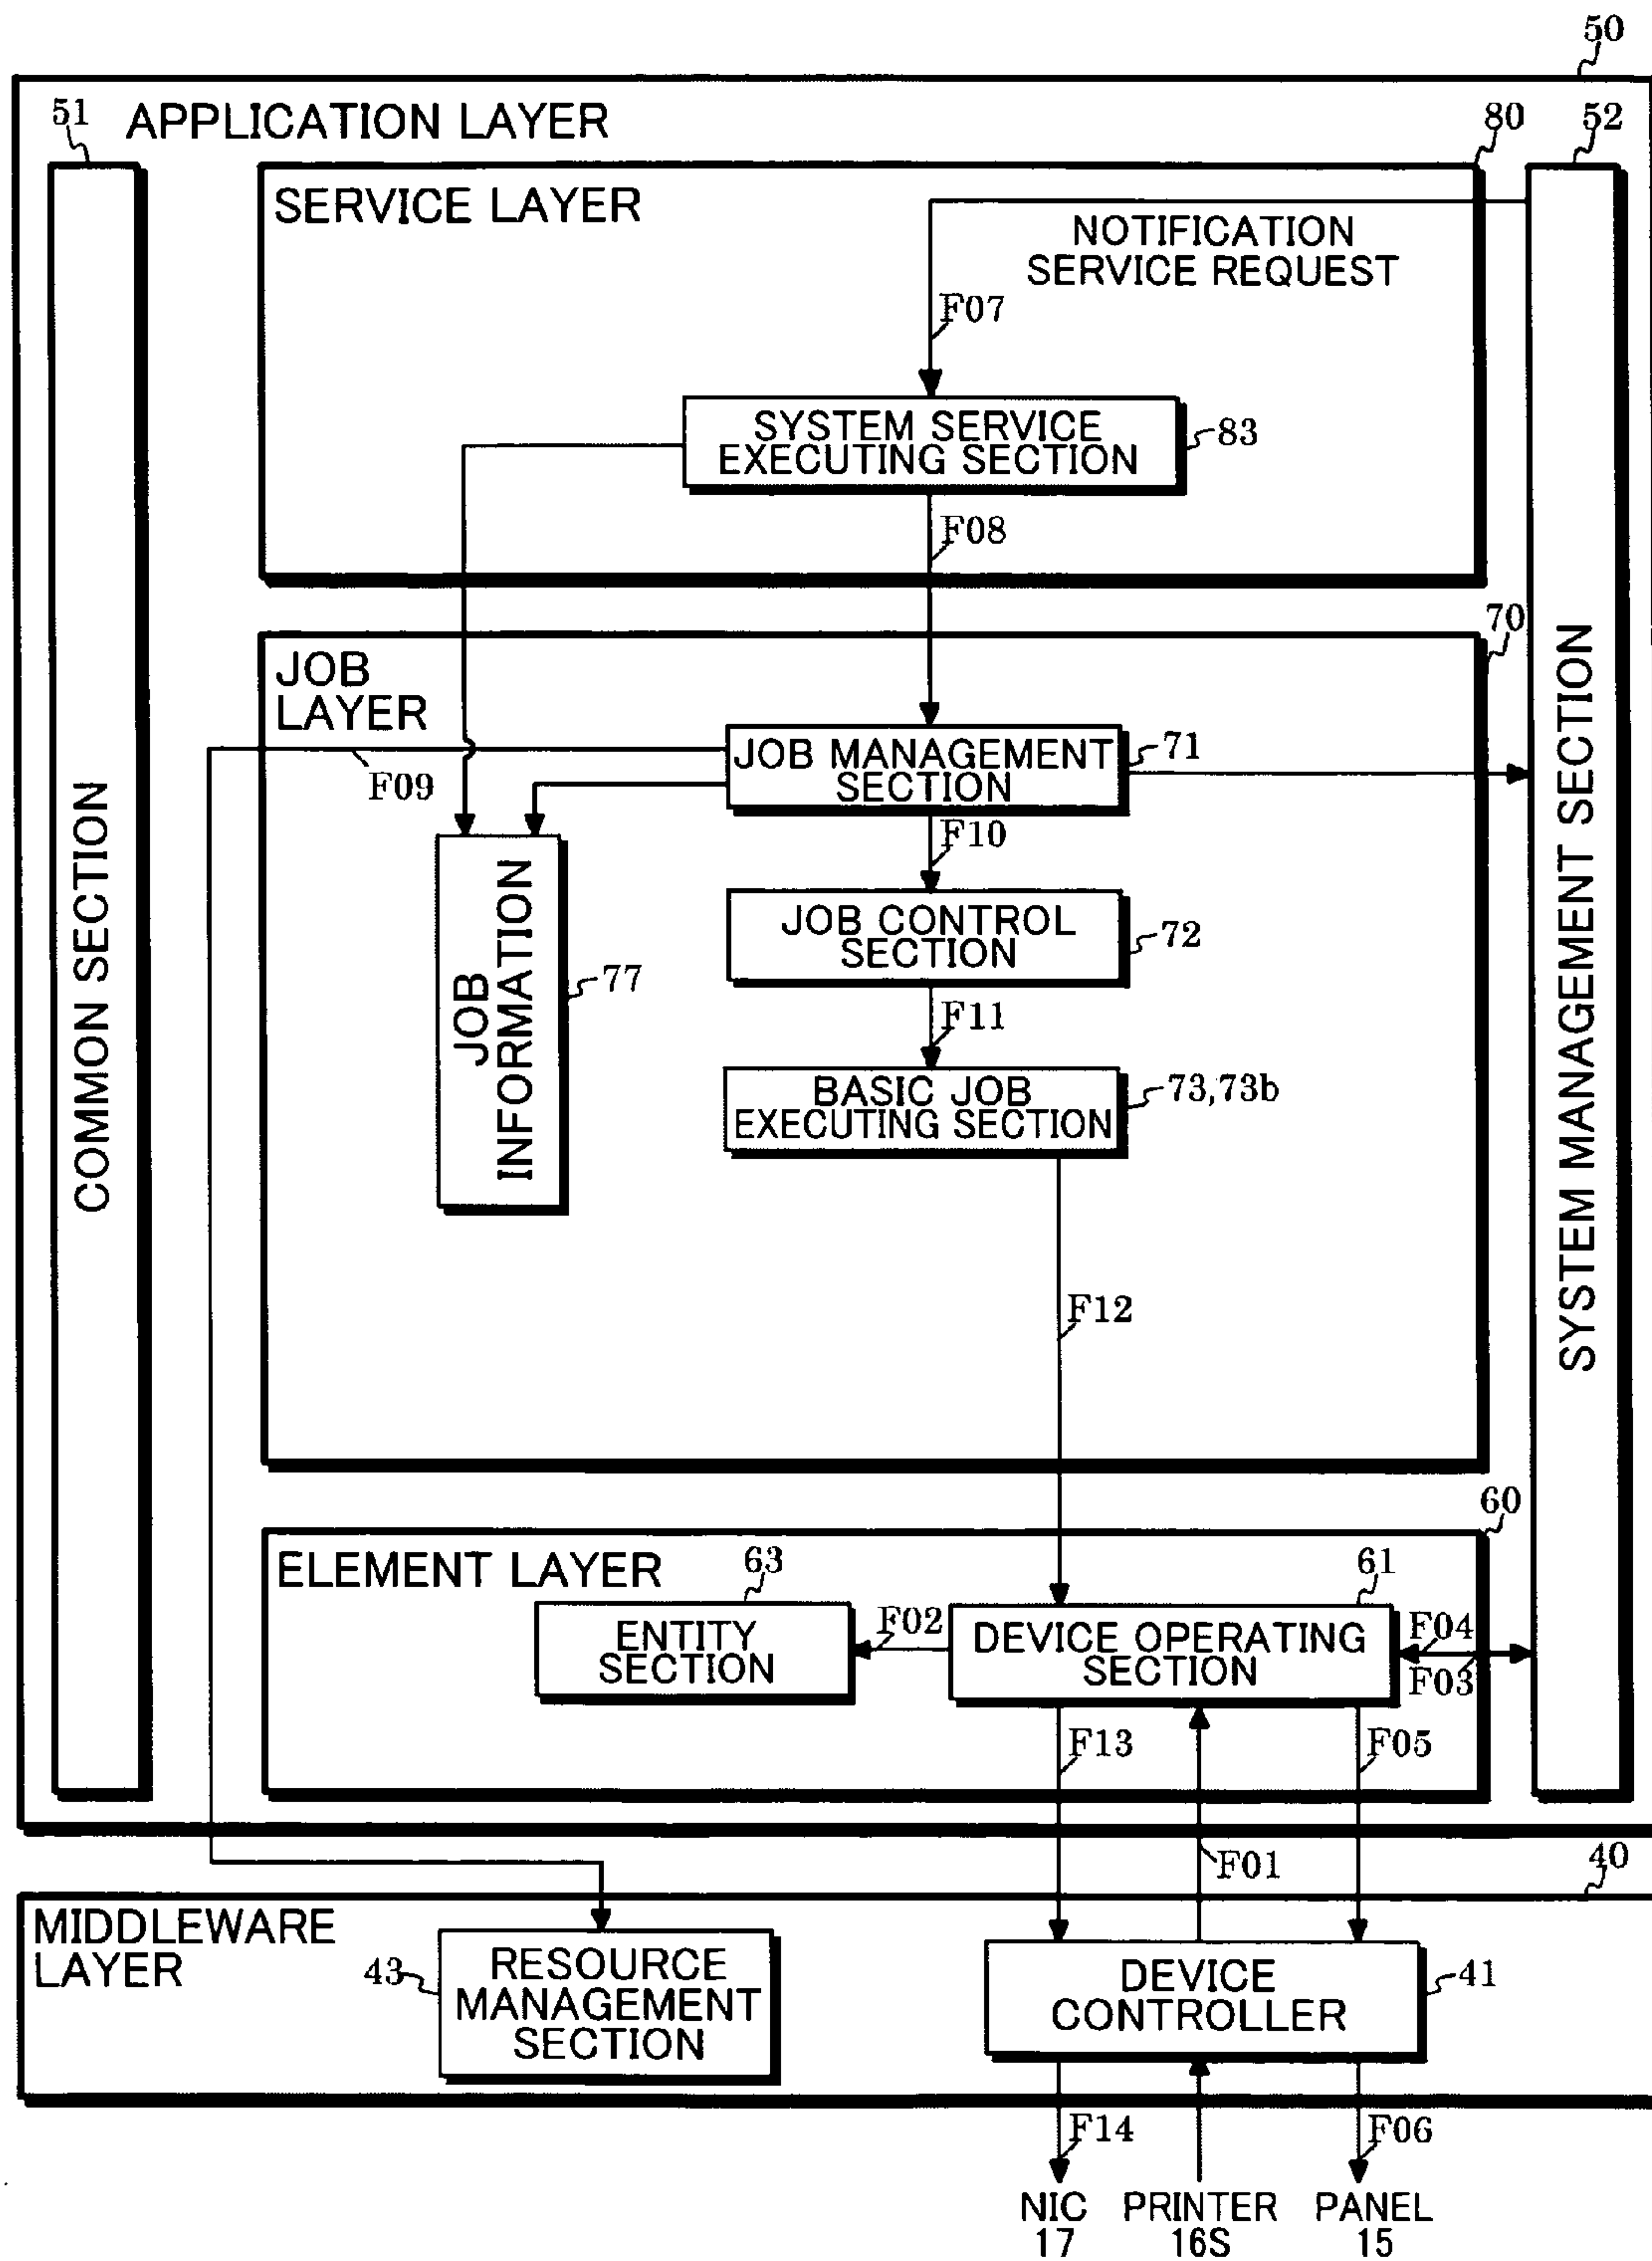 50
APPLICATION LAYER
51
80
52
SERVICE LAYER
NOTIFICATION
SERVICE REQUEST
F07
SYSTEM SERVICE
EXECUTING SECTION
83
F08
70
JOB
LAYER
JOB MANAGEMENT
SECTION
71
F09
F10
JOB CONTROL
SECTION
72
JOB
INFORMATION
77
F11
BASIC JOB
EXECUTING SECTION
73,73b
F12
COMMON SECTION
SYSTEM MANAGEMENT SECTION
60
ELEMENT LAYER
63
61
ENTITY
SECTION
F02
DEVICE OPERATING
SECTION
F04
F03
F13
F05
F01
40
MIDDLEWARE
LAYER
43
RESOURCE
MANAGEMENT
SECTION
DEVICE
CONTROLLER
41
F14
F06
NIC
17
PRINTER
16S
PANEL
15